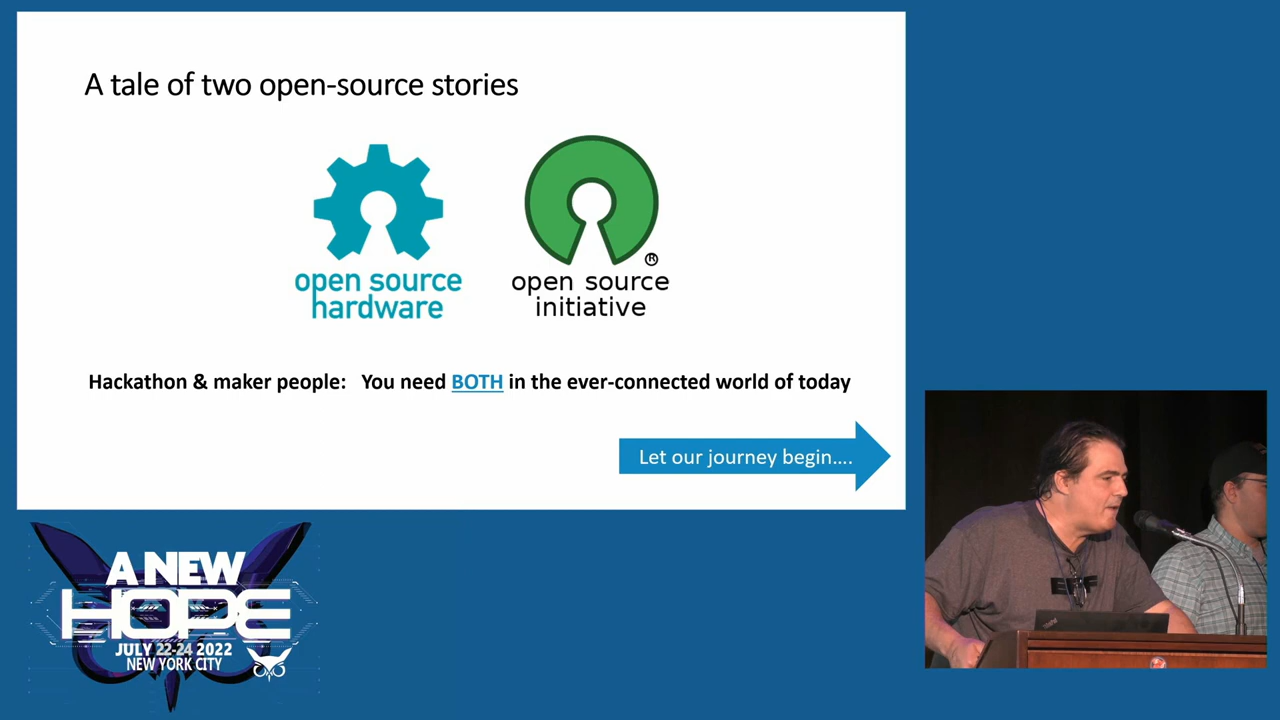 A tale of two open-source stories
open source
hardware
®
open source
initiative
Hackathon & maker people: You need BOTH in the ever-connected world of today
Let our journey begin....
A NEW
HOPE
JULY 22-24 2022
NEW YORK CITY